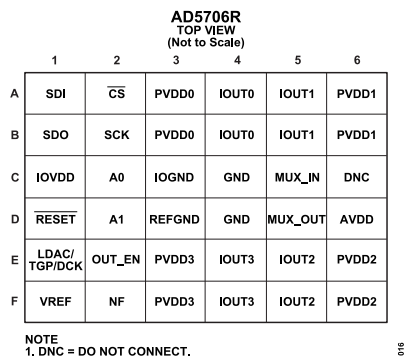 AD5706R
TOP VIEW
(Not to Scale)
1 2 3 4 5 6
A SDI C̅S̅ PVDD0 IOUT0 IOUT1 PVDD1
B SDO SCK PVDD0 IOUT0 IOUT1 PVDD1
C IOVDD A0 IOGND GND MUX_IN DNC
D R̅E̅S̅E̅T̅ A1 REFGND GND MUX_OUT AVDD
E LDAC/ TGP/DCK OUT_EN PVDD3 IOUT3 IOUT2 PVDD2
F VREF NF PVDD3 IOUT3 IOUT2 PVDD2
NOTE
1. DNC = DO NOT CONNECT.
016